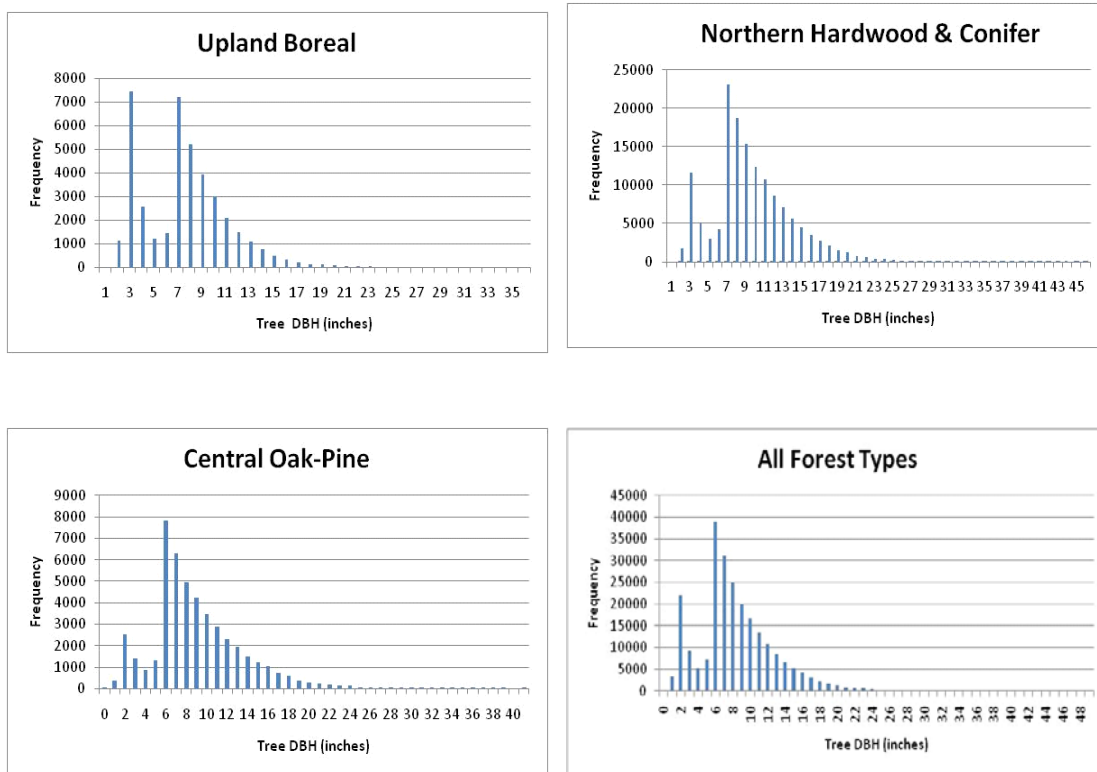 Upland Boreal
8000
7000
6000
5000
4000
3000
2000
1000
0
Frequency
1 3 5 7 9 11 13 15 17 19 21 23 25 27 29 31 33 35
Tree DBH (inches)
Northern Hardwood & Conifer
25000
20000
15000
10000
5000
0
Frequency
1 3 5 7 9 11 13 15 17 19 21 23 25 27 29 31 33 35 37 39 41 43 45
Tree DBH (inches)
Central Oak-Pine
9000
8000
7000
6000
5000
4000
3000
2000
1000
0
Frequency
0 2 4 6 8 10 12 14 16 18 20 22 24 26 28 30 32 34 36 38 40
Tree DBH (inches)
All Forest Types
45000
40000
35000
30000
25000
20000
15000
10000
5000
0
Frequency
0 2 4 6 8 10 12 14 16 18 20 22 24 26 28 30 32 34 36 38 40 42 44 46 48
Tree DBH (inches)